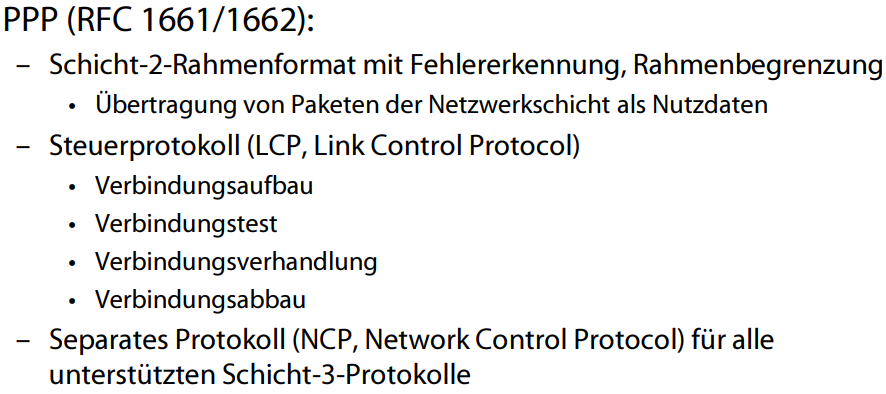 PPP (RFC 1661/1662):
– Schicht-2-Rahmenformat mit Fehlererkennung, Rahmenbegrenzung
• Übertragung von Paketen der Netzwerkschicht als Nutzdaten
– Steuerprotokoll (LCP, Link Control Protocol)
• Verbindungsaufbau
• Verbindungstest
• Verbindungsverhandlung
• Verbindungsabbau
– Separates Protokoll (NCP, Network Control Protocol) für alle
unterstützten Schicht-3-Protokolle